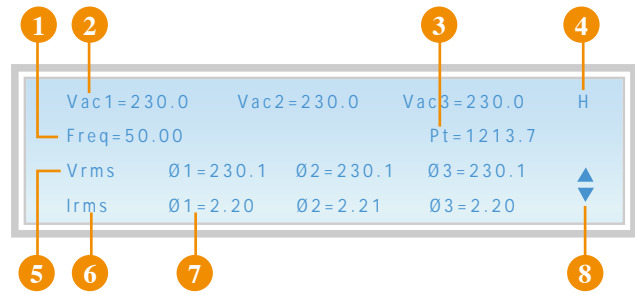 1 2 3 4
Vac1=230.0 Vac2=230.0 Vac3=230.0 H
Freq=50.00 Pt=1213.7
Vrms Ø1=230.1 Ø2=230.1 Ø3=230.1
Irms Ø1=2.20 Ø2=2.21 Ø3=2.20
5 6 7 8